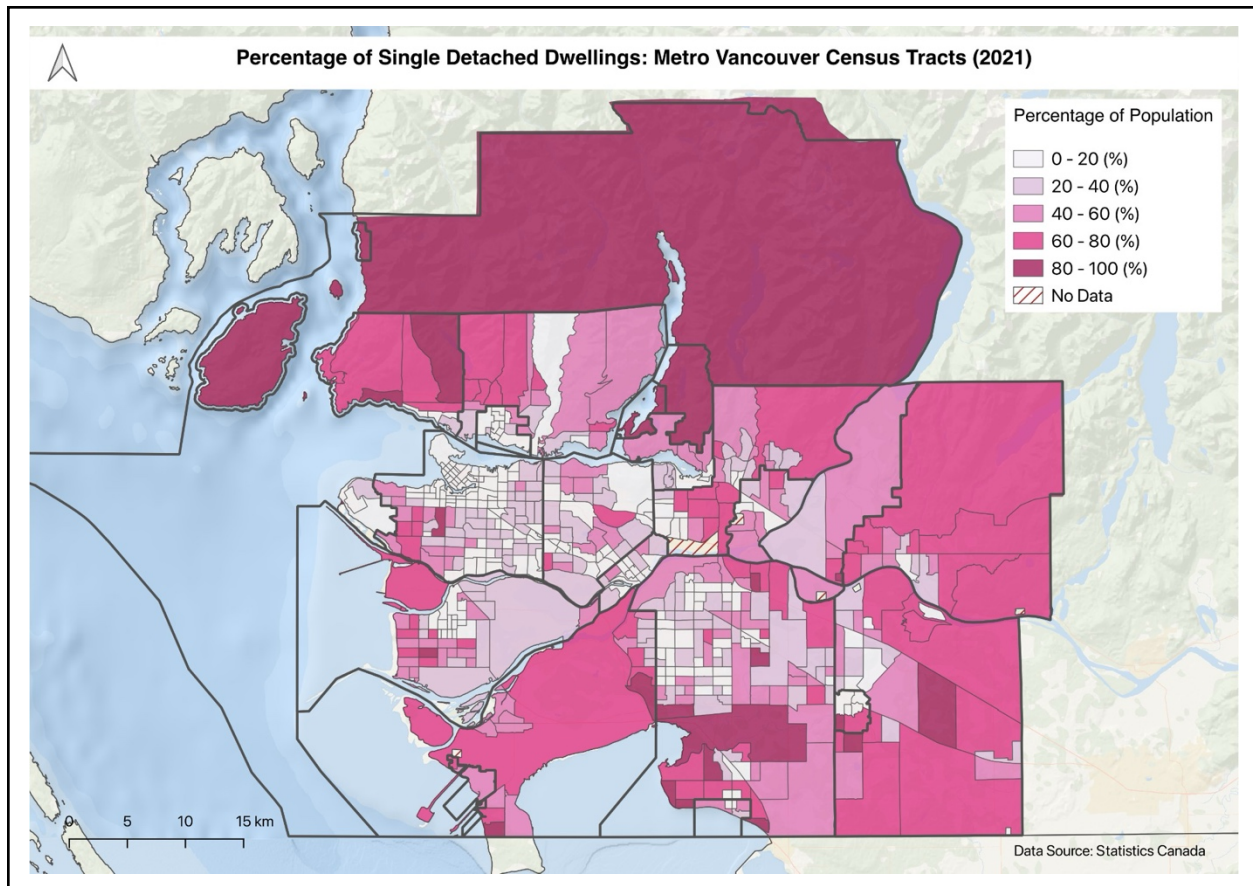 Percentage of Single Detached Dwellings: Metro Vancouver Census Tracts (2021)
Percentage of Population
0 - 20 (%)
20 - 40 (%)
40 - 60 (%)
60 - 80 (%)
80 - 100 (%)
No Data
0 5 10 15 km
Data Source: Statistics Canada